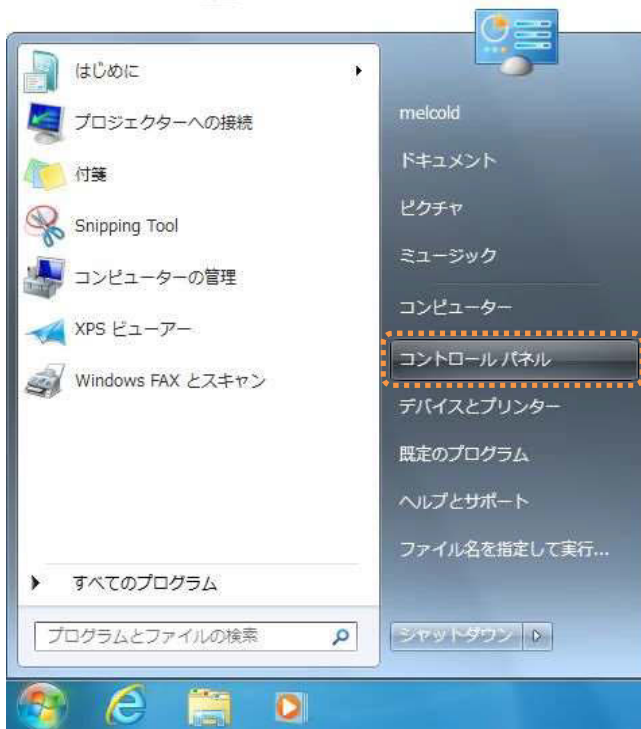 はじめに
プロジェクターへの接続
付箋
Snipping Tool
コンピューターの管理
XPS ビューアー
Windows FAX とスキャン
すべてのプログラム
プログラムとファイルの検索
melcold
ドキュメント
ピクチャ
ミュージック
コンピューター
コントロール パネル
デバイスとプリンター
既定のプログラム
ヘルプとサポート
ファイル名を指定して実行...
シャットダウン